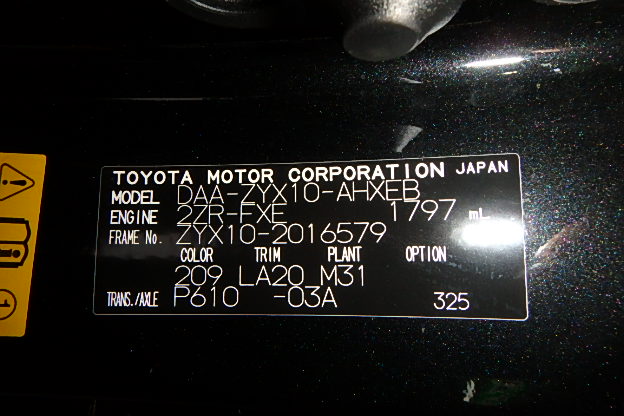 TOYOTA MOTOR CORPORATION JAPAN
MODEL DAA-ZYX10-AHXEB
ENGINE 2ZR-FXE 1797 mL
FRAME No. ZYX10-2016579
COLOR TRIM PLANT OPTION
209 LA20 M31
TRANS./AXLE P610 -03A 325
1